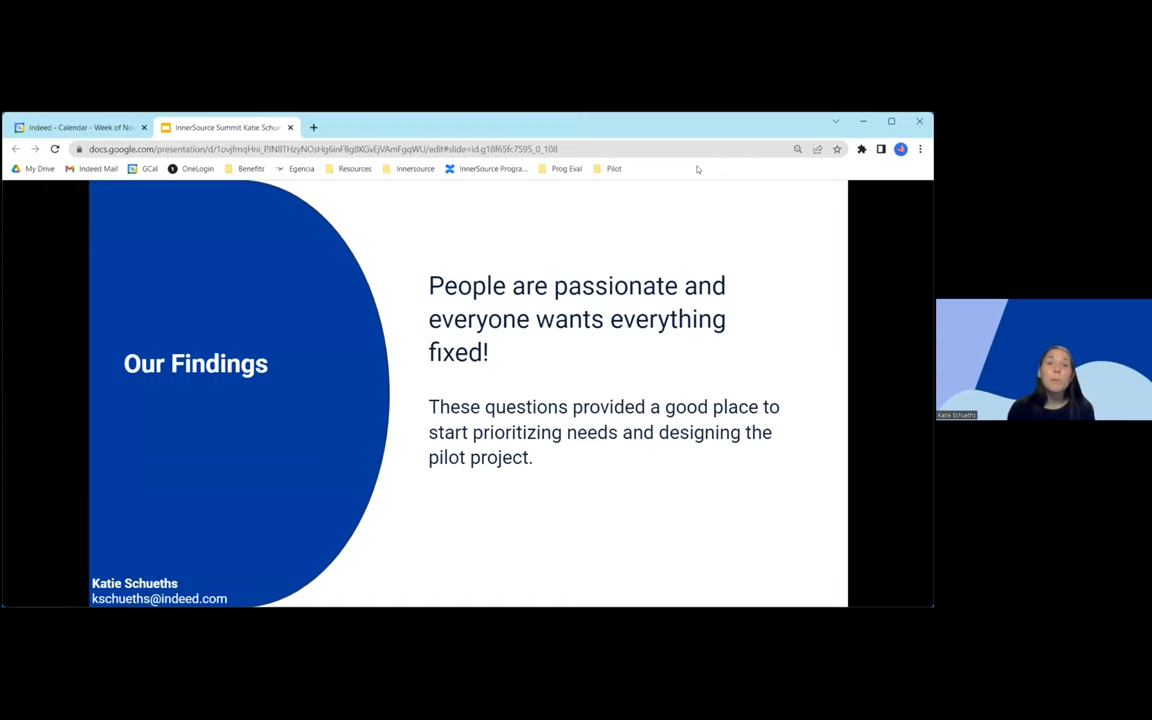 Indeed - Calendar - Week of No
InnerSource Summit Katie Schu
docs.google.com/presentation/d/1ovjfmqHni_PJN8THzyNOsHg6inFBg8KGvEjVAmFgqWU/edit#slide=id.g18f65fc7595_0_108
My Drive
Indeed Mail
GCal
OneLogin
Benefits
Egencia
Resources
Innersource
InnerSource Progra...
Prog Eval
Pilot
People are passionate and
everyone wants everything
fixed!
Our Findings
These questions provided a good place to
start prioritizing needs and designing the
pilot project.
Katie Schueths
kschueths@indeed.com
Katie Schueths